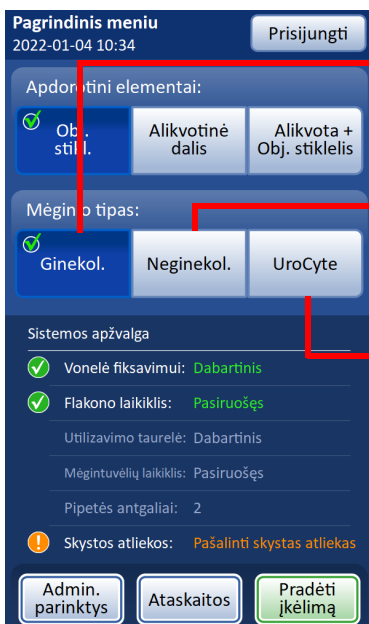 Pagrindinis meniu
2022-01-04 10:34
Prisijungti
Apdorotini elementai:
Obj.
stikl.
Alikvotinė
dalis
Alikvota +
Obj. stiklelis
Mėginio tipas:
Ginekol.
Neginekol.
UroCyte
Sistemos apžvalga
Vonelė fiksavimui: Dabartinis
Flakono laikiklis: Pasiruošęs
Utilizavimo taurelė: Dabartinis
Mėgintuvėlių laikiklis: Pasiruošęs
Pipetės antgaliai: 2
Skystos atliekos: Pašalinti skystas atliekas
Admin.
parinktys
Ataskaitos
Pradėti
įkėlimą